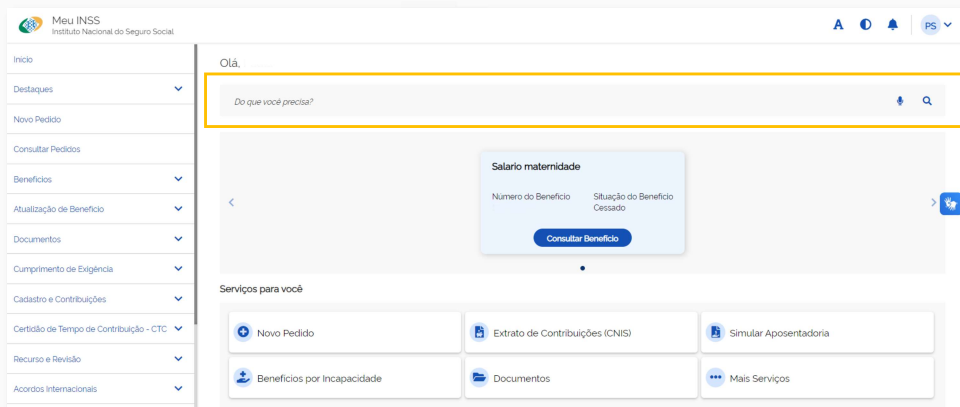 Meu INSS
Instituto Nacional do Seguro Social
A
PS
Início
Destaques
Novo Pedido
Consultar Pedidos
Benefícios
Atualização de Benefício
Documentos
Cumprimento de Exigência
Cadastro e Contribuições
Certidão de Tempo de Contribuição - CTC
Recurso e Revisão
Acordos Internacionais
Olá,
Do que você precisa?
Salario maternidade
Número do Benefício
Situação do Benefício
Cessado
Consultar Benefício
Serviços para você
Novo Pedido
Extrato de Contribuições (CNIS)
Simular Aposentadoria
Benefícios por Incapacidade
Documentos
Mais Serviços